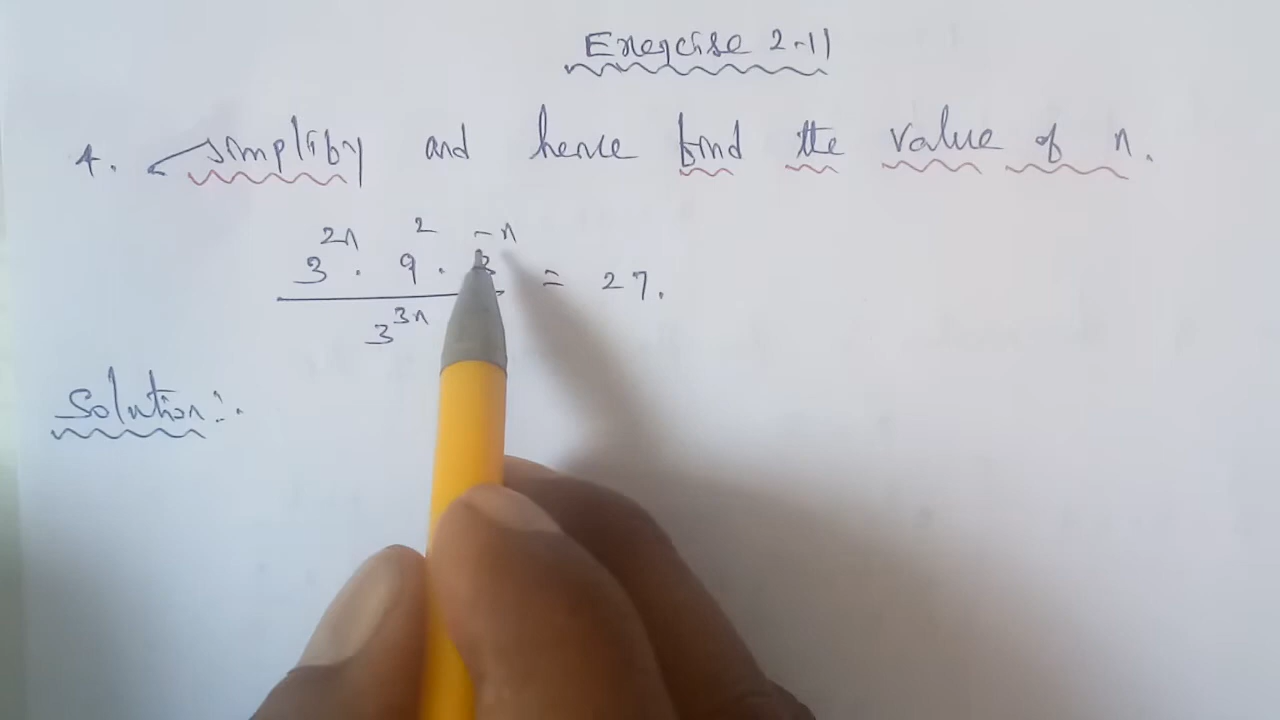 Exercise 2.11
4. Simplify and hence find the value of n.
3^2n . 9^2 . 3^-n / 3^3n = 27.
Solution:.